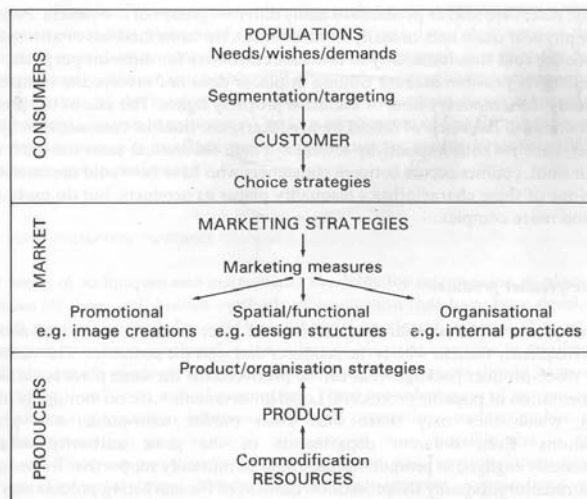 CONSUMERS
POPULATIONS
Needs/wishes/demands
Segmentation/targeting
CUSTOMER
Choice strategies
MARKET
MARKETING STRATEGIES
Marketing measures
Promotional Spatial/functional Organisational
e.g. image creations e.g. design structures e.g. internal practices
Product/organisation strategies
PRODUCERS
PRODUCT
Commodification
RESOURCES